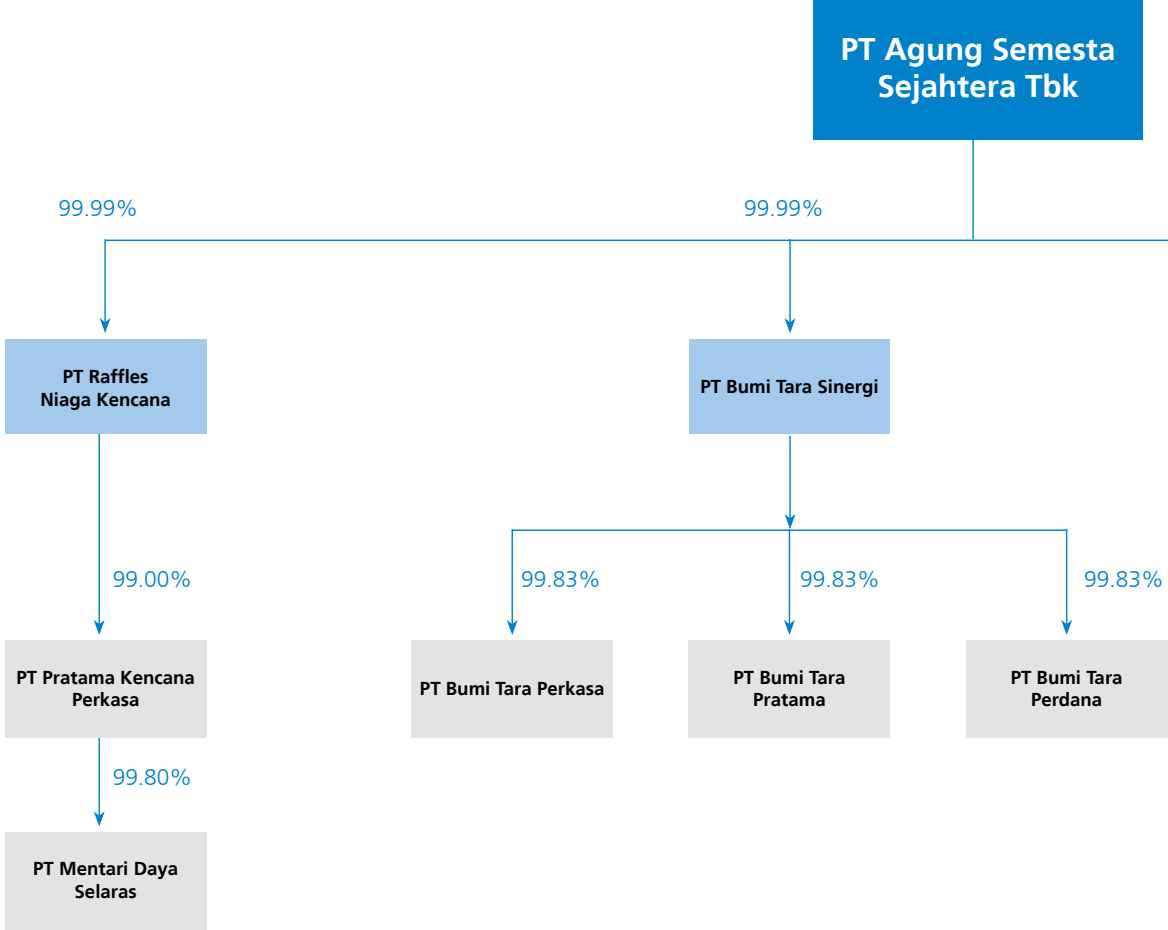 PT Agung Semesta
Sejahtera Tbk
99.99%
99.99%
PT Raffles
Niaga Kencana
PT Bumi Tara Sinergi
99.00%
99.83%
99.83%
99.83%
PT Pratama Kencana
Perkasa
PT Bumi Tara Perkasa
PT Bumi Tara
Pratama
PT Bumi Tara
Perdana
99.80%
PT Mentari Daya
Selaras